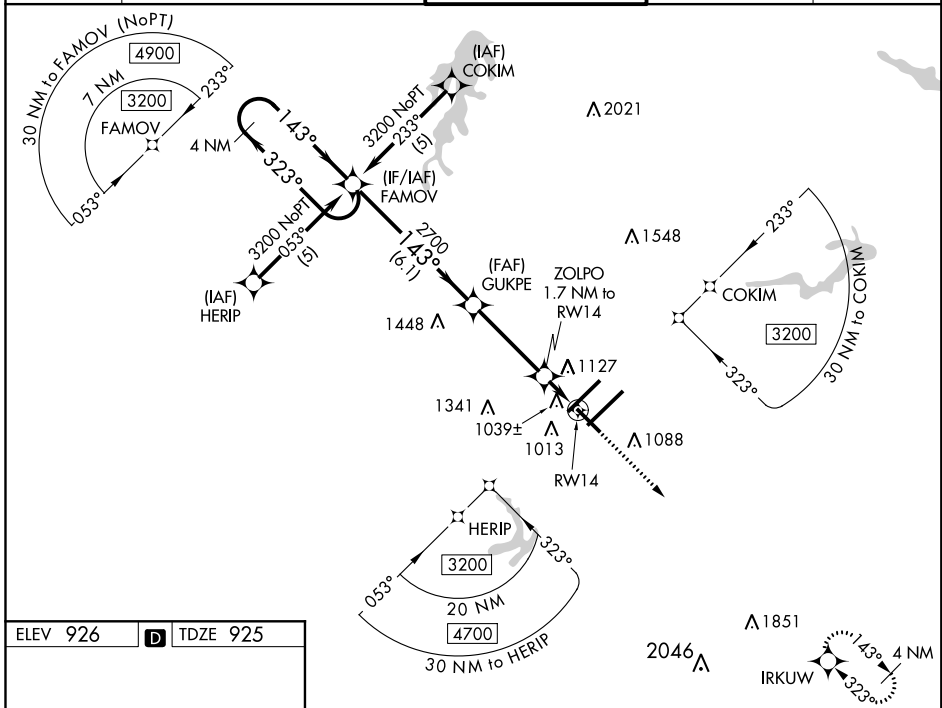 30 NM to FAMOV (NoPT)
4900
7 NM
3200
FAMOV
233°
053°
4 NM
143°
323°
(IAF)
COKIM
3200 NoPT
233°
(5)
(IF/IAF)
FAMOV
3200 NoPT
053°
(5)
(IAF)
HERIP
2700
143°
(6.1)
(FAF)
GUKPE
ZOLPO
1.7 NM to
RW14
2021
1548
1448
1127
1341
1039±
1013
1088
RW14
233°
COKIM
3200
323°
30 NM to COKIM
HERIP
053°
323°
3200
20 NM
4700
30 NM to HERIP
ELEV 926 D TDZE 925
2046
1851
IRKUW
143°
4 NM
323°